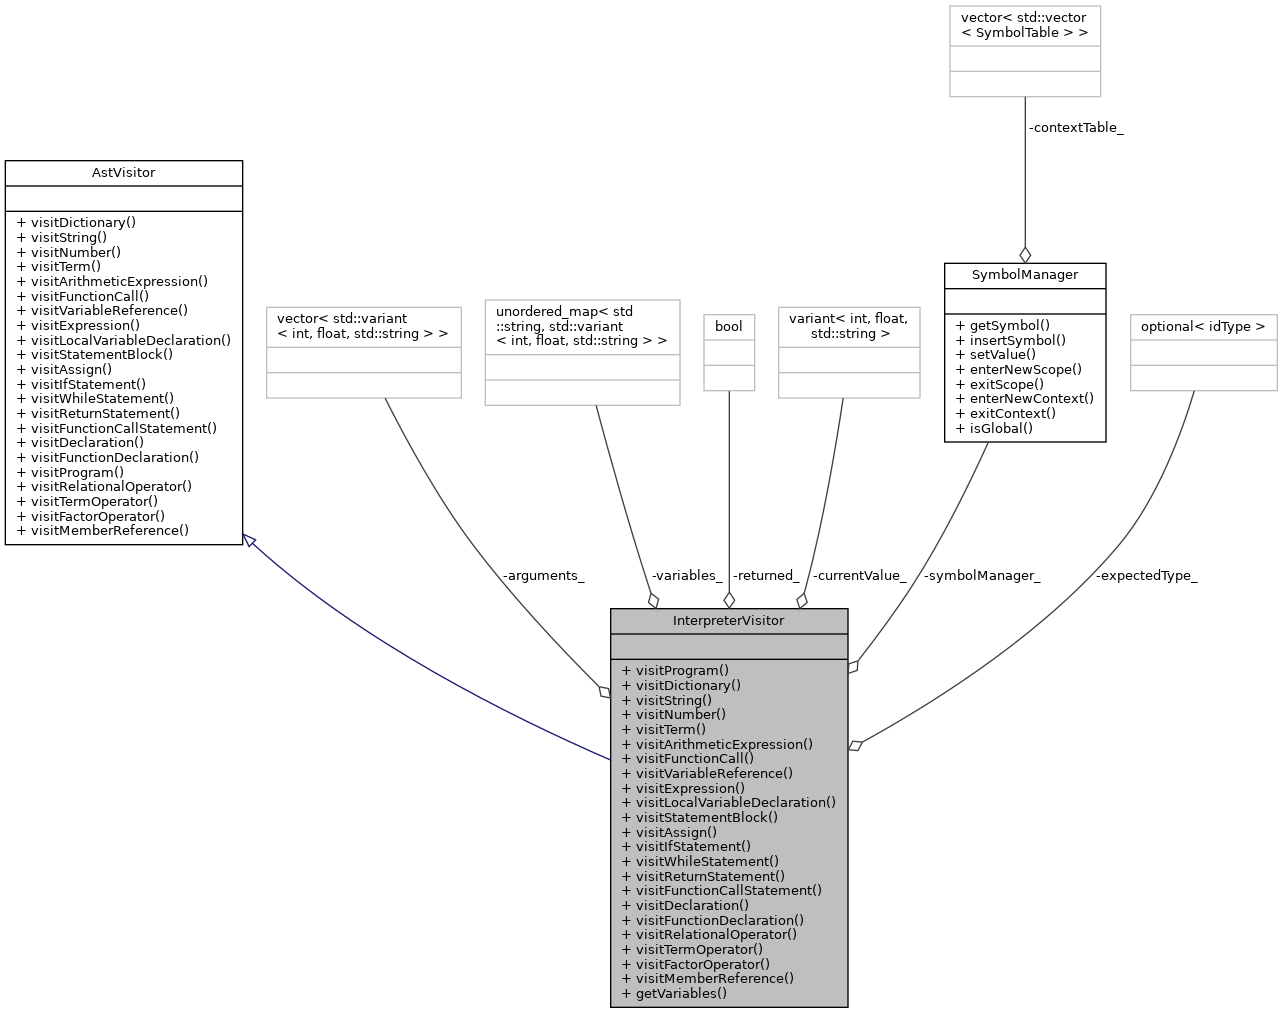 vector< std::vector
< SymbolTable > >
-contextTable_
AstVisitor
+ visitDictionary()
+ visitString()
+ visitNumber()
+ visitTerm()
+ visitArithmeticExpression()
+ visitFunctionCall()
+ visitVariableReference()
+ visitExpression()
+ visitLocalVariableDeclaration()
+ visitStatementBlock()
+ visitAssign()
+ visitIfStatement()
+ visitWhileStatement()
+ visitReturnStatement()
+ visitFunctionCallStatement()
+ visitDeclaration()
+ visitFunctionDeclaration()
+ visitProgram()
+ visitRelationalOperator()
+ visitTermOperator()
+ visitFactorOperator()
+ visitMemberReference()
vector< std::variant
< int, float, std::string > >
unordered_map< std
::string, std::variant
< int, float, std::string > >
bool
variant< int, float,
std::string >
SymbolManager
+ getSymbol()
+ insertSymbol()
+ setValue()
+ enterNewScope()
+ exitScope()
+ enterNewContext()
+ exitContext()
+ isGlobal()
optional< idType >
-arguments_
-variables_
-returned_
-currentValue_
-symbolManager_
-expectedType_
InterpreterVisitor
+ visitProgram()
+ visitDictionary()
+ visitString()
+ visitNumber()
+ visitTerm()
+ visitArithmeticExpression()
+ visitFunctionCall()
+ visitVariableReference()
+ visitExpression()
+ visitLocalVariableDeclaration()
+ visitStatementBlock()
+ visitAssign()
+ visitIfStatement()
+ visitWhileStatement()
+ visitReturnStatement()
+ visitFunctionCallStatement()
+ visitDeclaration()
+ visitFunctionDeclaration()
+ visitRelationalOperator()
+ visitTermOperator()
+ visitFactorOperator()
+ visitMemberReference()
+ getVariables()